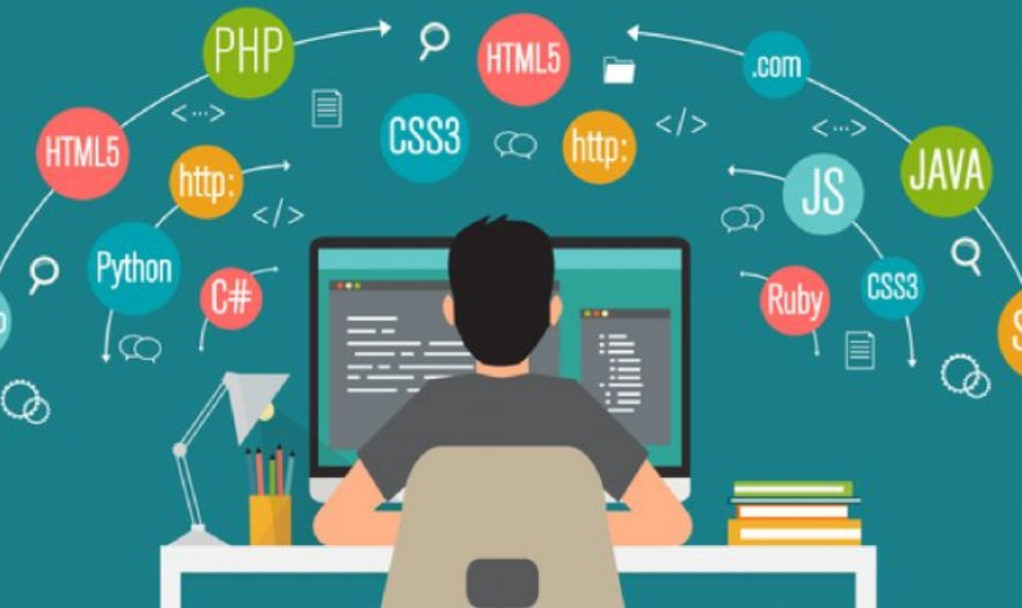 PHP
HTML5
.com
CSS3
http:
HTML5
http:
JS
JAVA
Python
C#
Ruby
CSS3